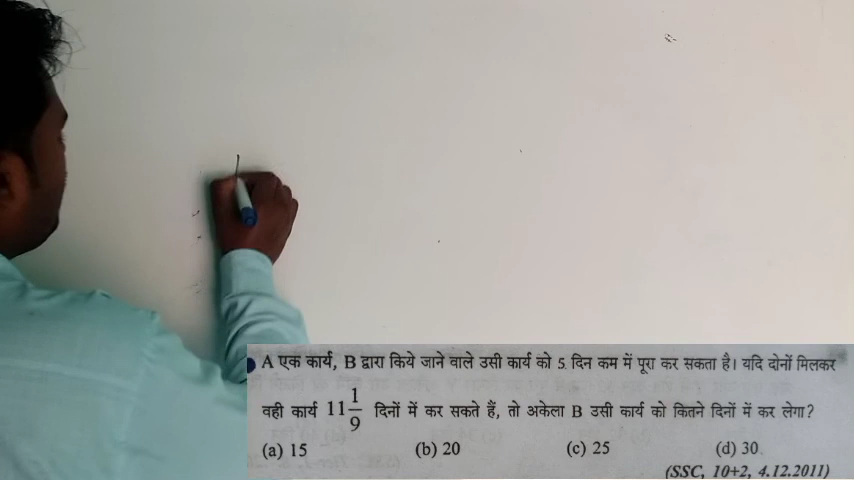 A एक कार्य, B द्वारा किये जाने वाले उसी कार्य को 5 दिन कम में पूरा कर सकता है। यदि दोनों मिलकर
वही कार्य 11 1/9 दिनों में कर सकते हैं, तो अकेला B उसी कार्य को कितने दिनों में कर लेगा?
(a) 15 (b) 20 (c) 25 (d) 30
(SSC, 10+2, 4.12.2011)